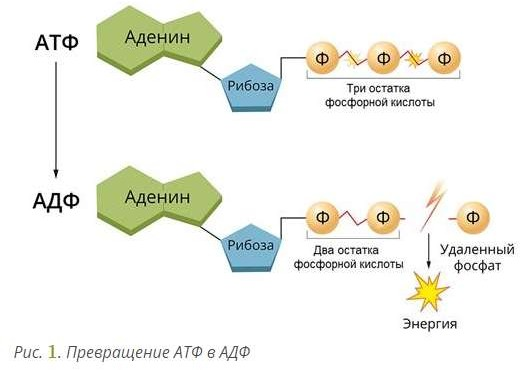 АТФ
Аденин
Рибоза
Ф
Ф
Ф
Три остатка
фосфорной кислоты
АДФ
Аденин
Рибоза
Ф
Ф
Ф
Два остатка
фосфорной кислоты
Удаленный
фосфат
Энергия
Рис. 1. Превращение АТФ в АДФ